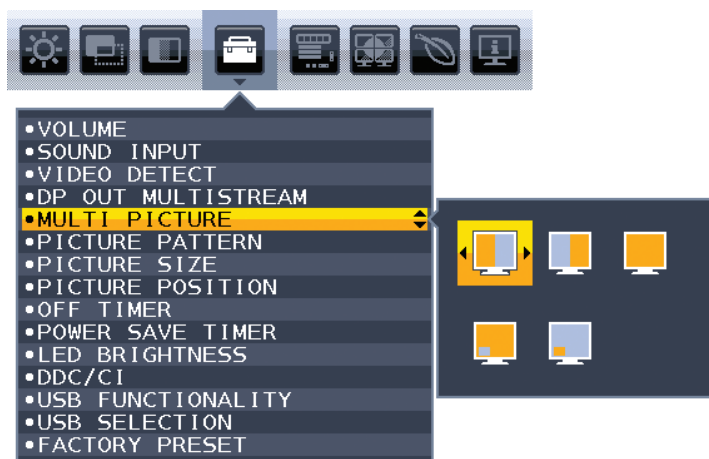 •VOLUME
•SOUND INPUT
•VIDEO DETECT
•DP OUT MULTISTREAM
•MULTI PICTURE
•PICTURE PATTERN
•PICTURE SIZE
•PICTURE POSITION
•OFF TIMER
•POWER SAVE TIMER
•LED BRIGHTNESS
•DDC/CI
•USB FUNCTIONALITY
•USB SELECTION
•FACTORY PRESET